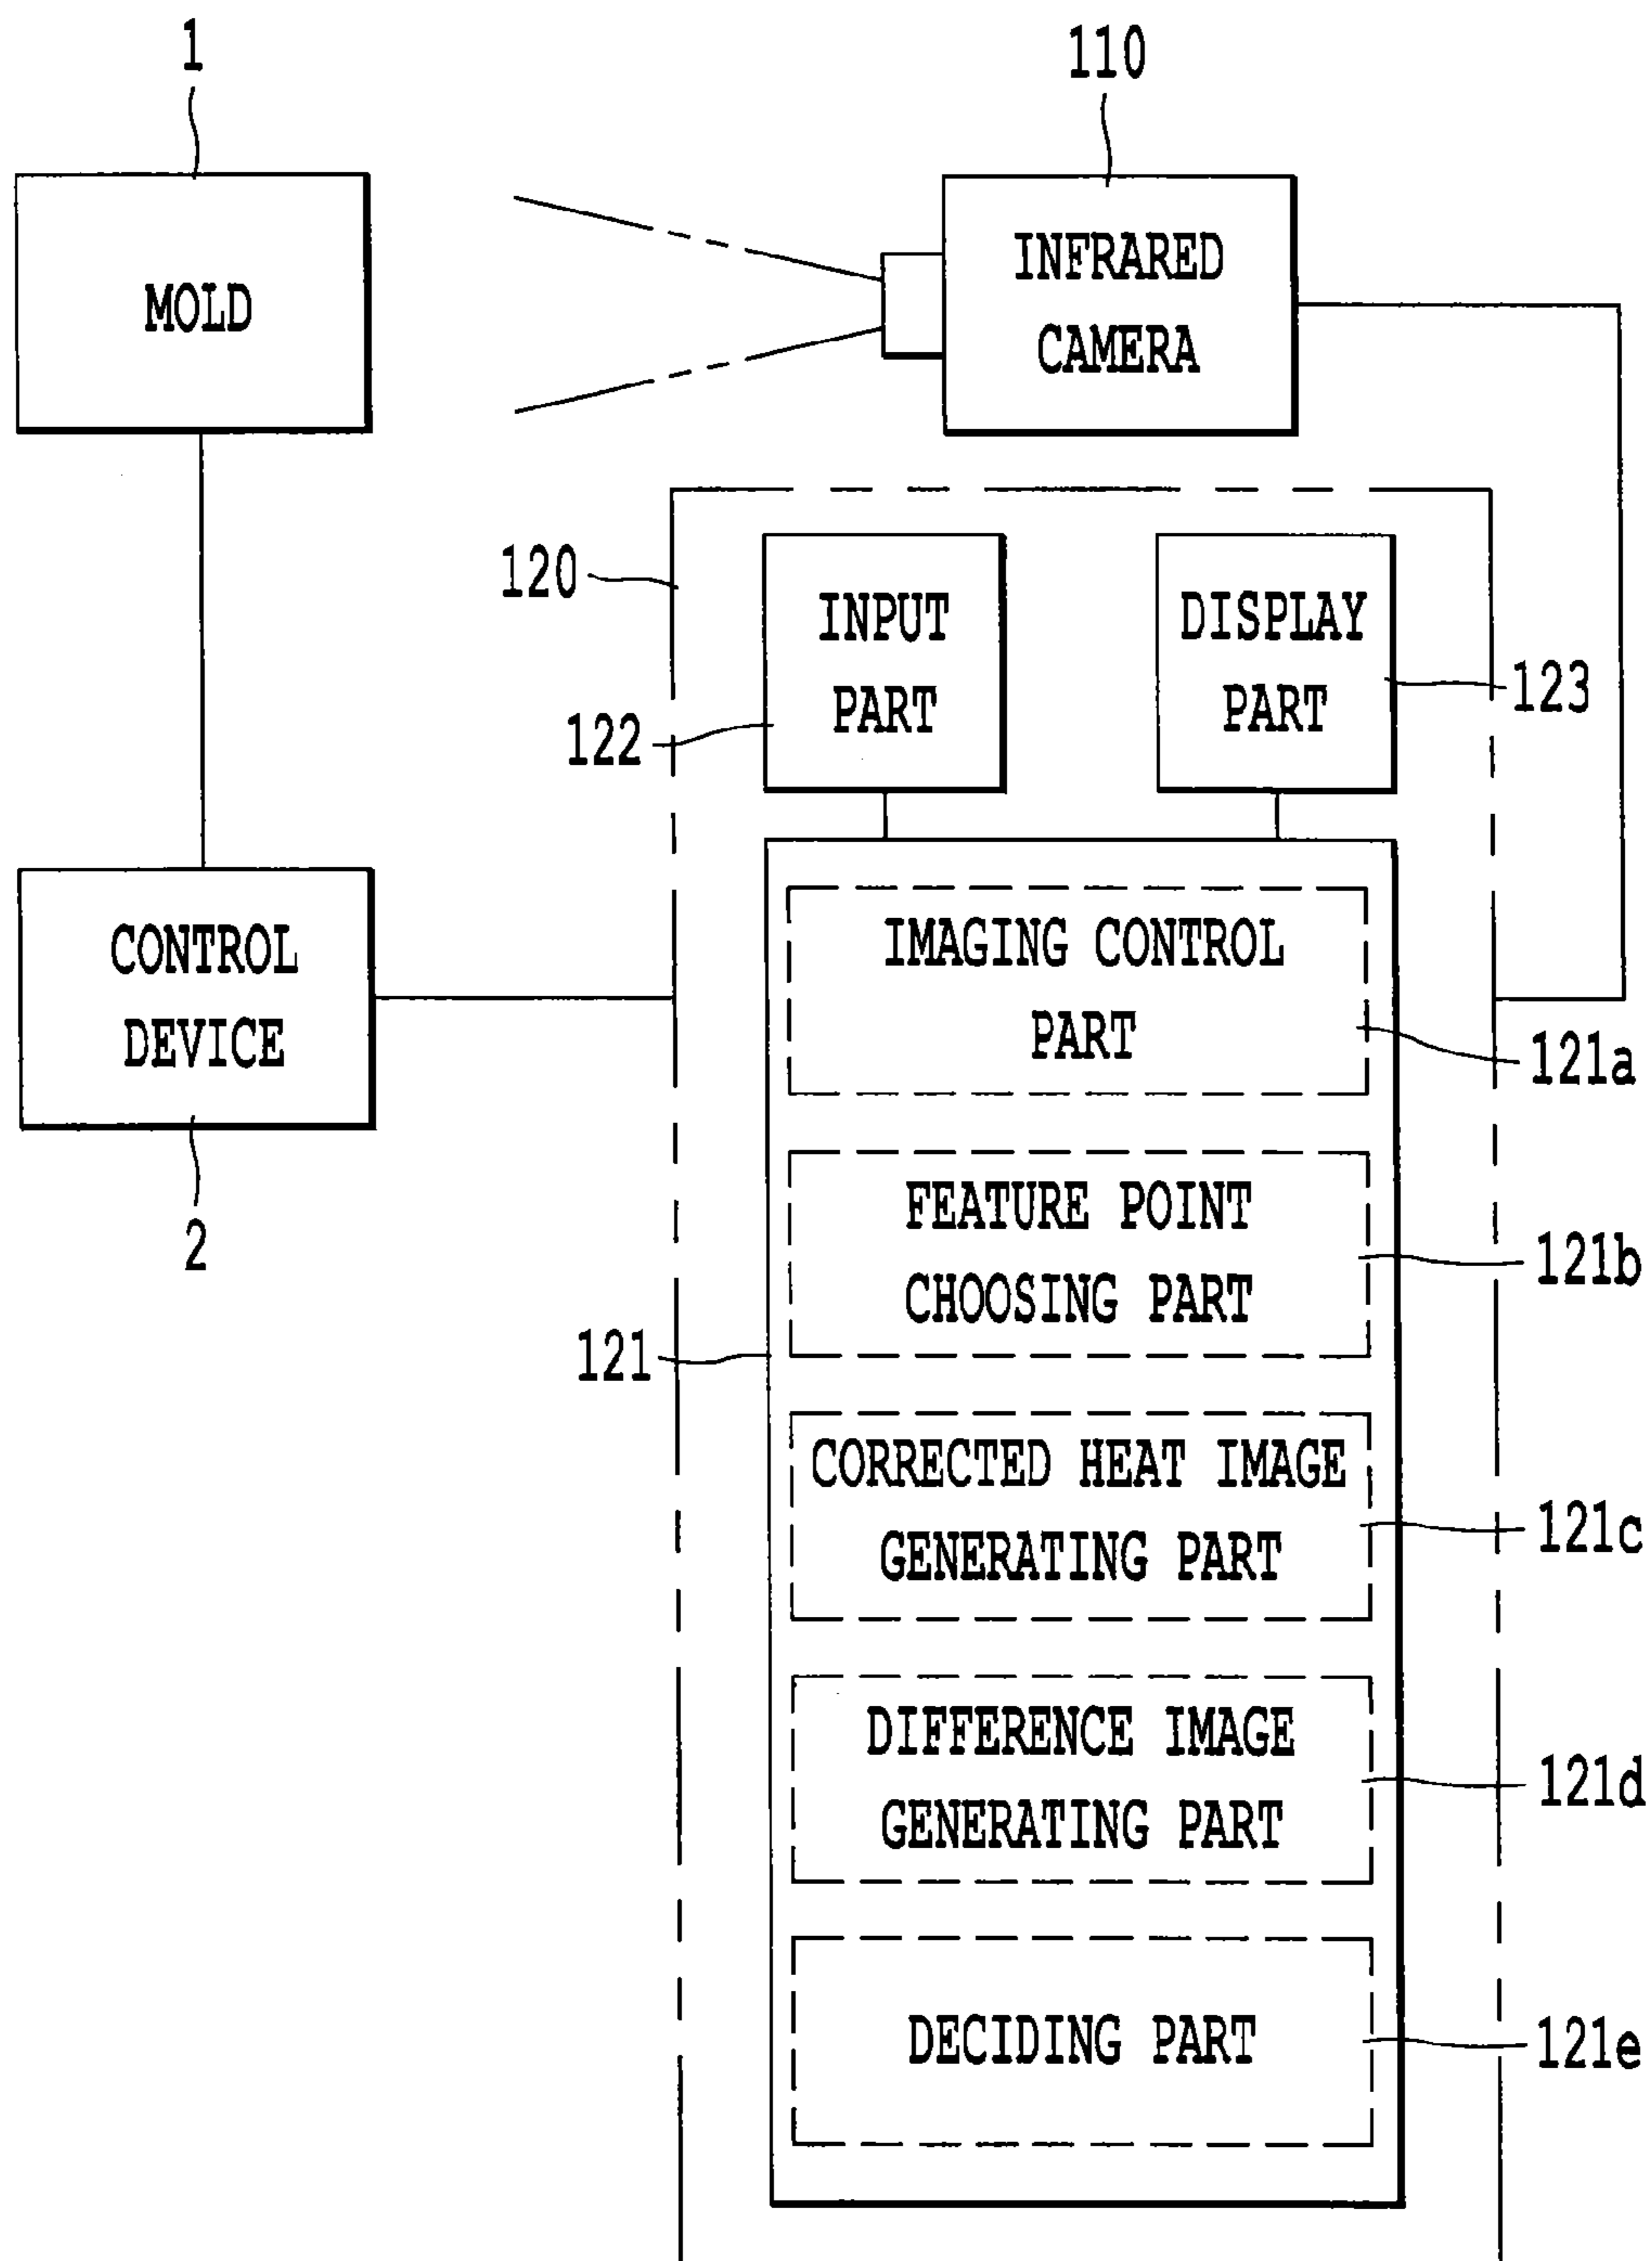 1
110
MOLD
INFRARED
CAMERA
120
INPUT
PART
122
DISPLAY
PART
123
CONTROL
DEVICE
2
121
IMAGING CONTROL
PART
121a
FEATURE POINT
CHOOSING PART
121b
CORRECTED HEAT IMAGE
GENERATING PART
121c
DIFFERENCE IMAGE
GENERATING PART
121d
DECIDING PART
121e